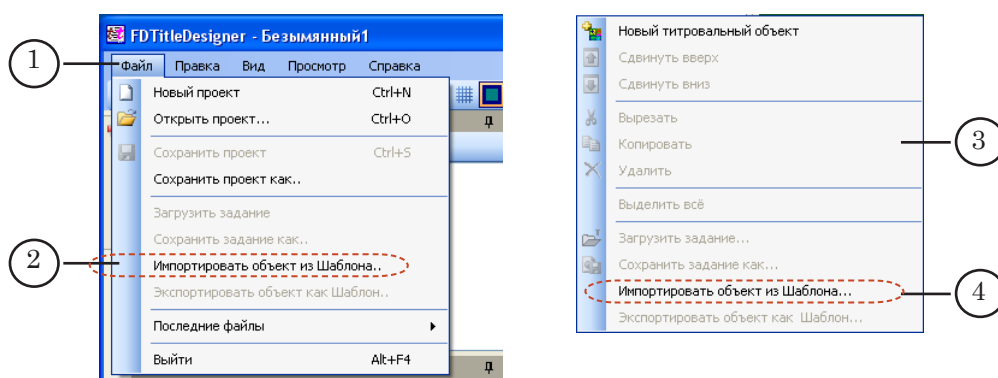 FDTitleDesigner - Безымянный1
1
Файл Правка Вид Просмотр Справка
Новый проект Ctrl+N
Открыть проект... Ctrl+O
Сохранить проект Ctrl+S
Сохранить проект как..
Загрузить задание
Сохранить задание как..
2
Импортировать объект из Шаблона..
Экспортировать объект как Шаблон..
Последние файлы
Выйти Alt+F4
Новый титровальный объект
Сдвинуть вверх
Сдвинуть вниз
Вырезать
Копировать
3
Удалить
Выделить всё
Загрузить задание...
Сохранить задание как...
Импортировать объект из Шаблона...
4
Экспортировать объект как Шаблон...